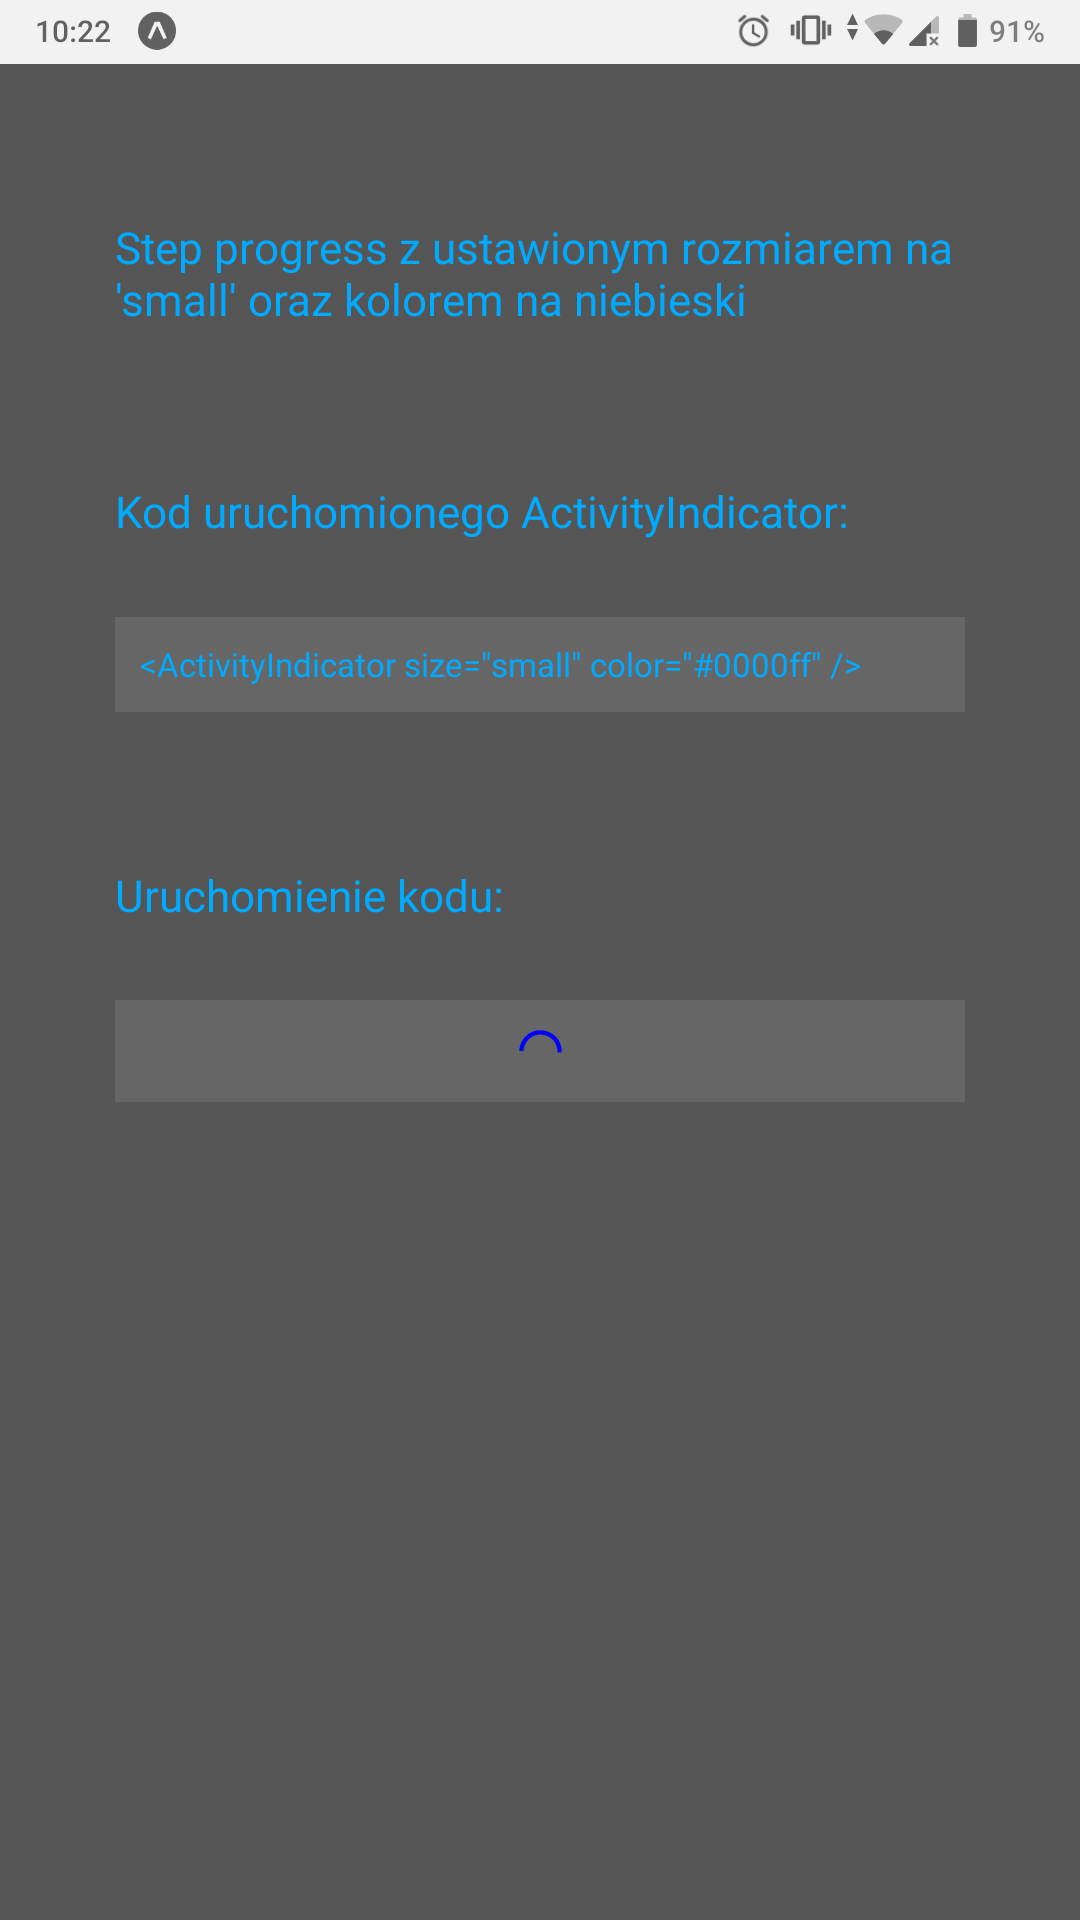 10:22
91%
Step progress z ustawionym rozmiarem na
'small' oraz kolorem na niebieski
Kod uruchomionego ActivityIndicator:
<ActivityIndicator size="small" color="#0000ff" />
Uruchomienie kodu: